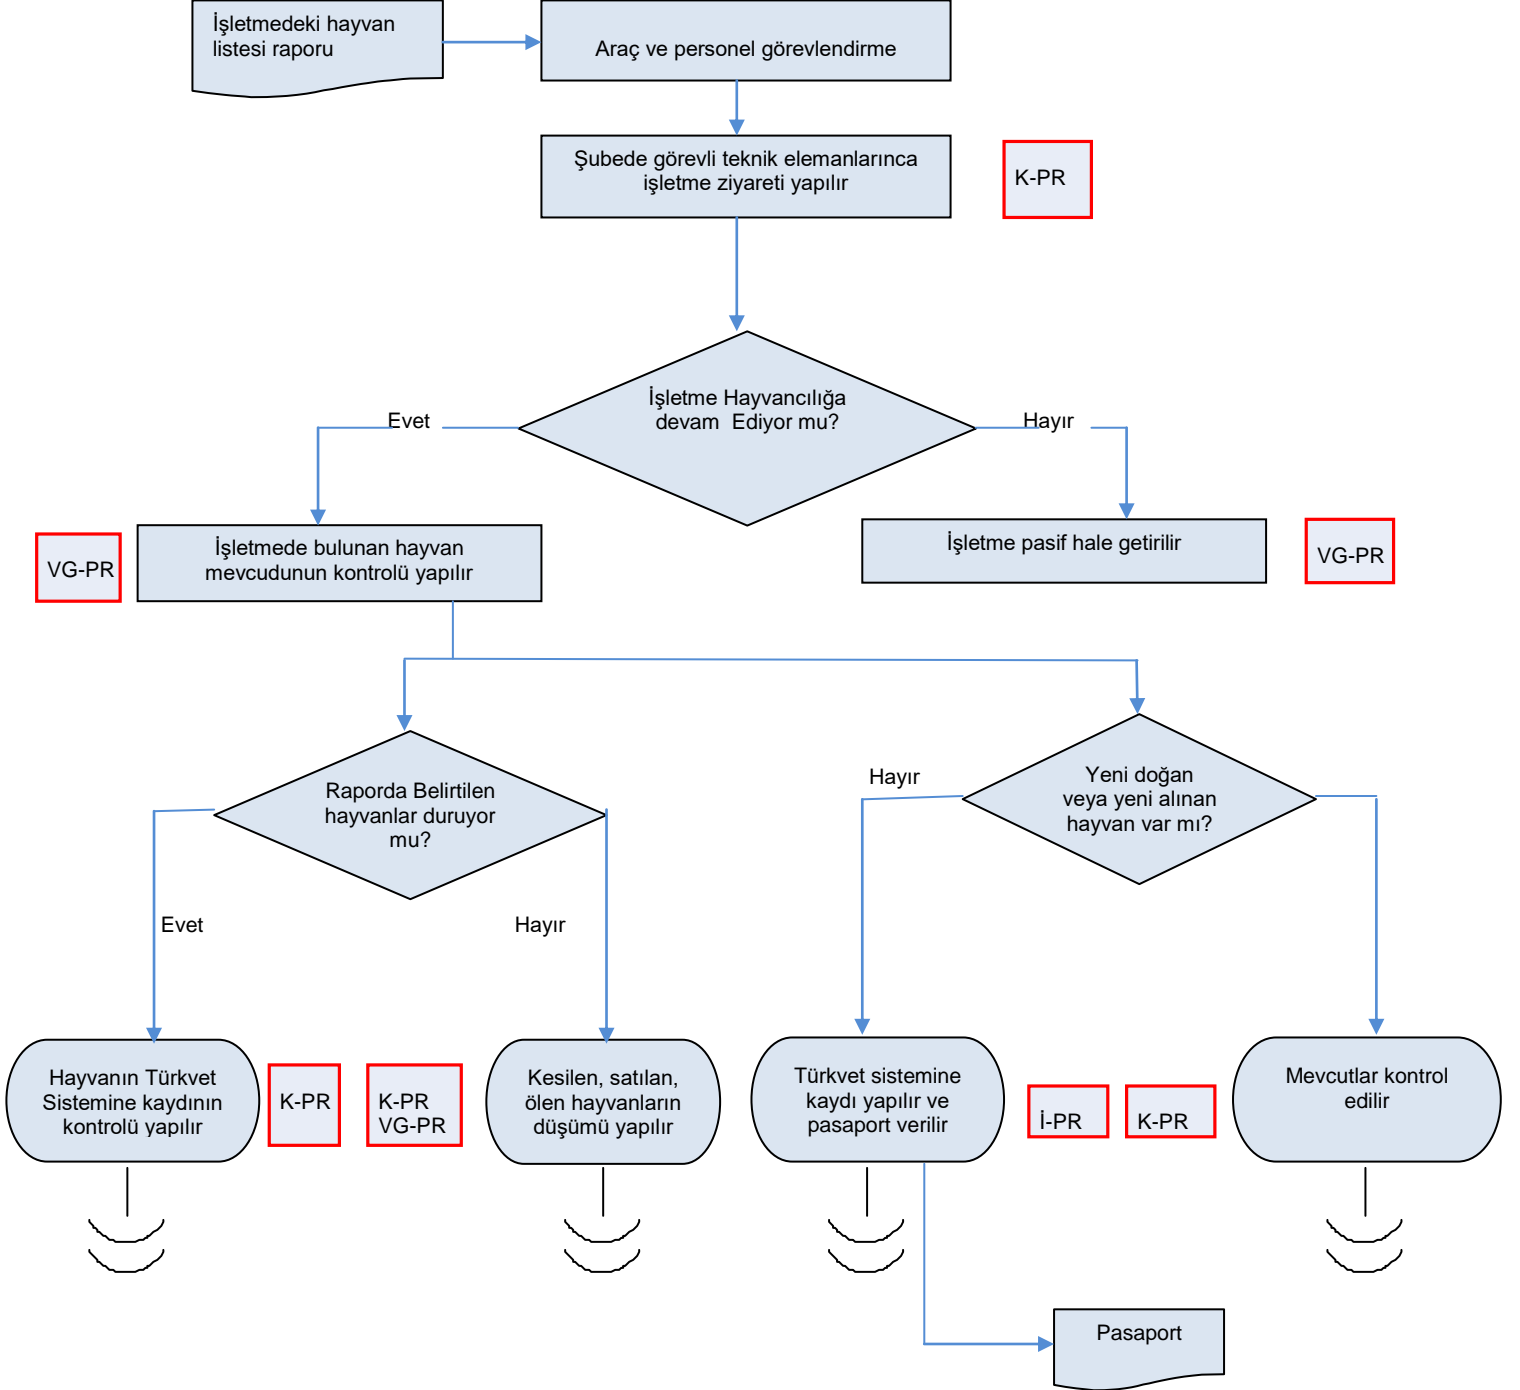 İşletmedeki hayvan
listesi raporu
Araç ve personel görevlendirme
Şubede görevli teknik elemanlarınca
işletme ziyareti yapılır
K-PR
İşletme Hayvancılığa
devam  Ediyor mu?
Evet
Hayır
VG-PR
İşletmede bulunan hayvan
mevcudunun kontrolü yapılır
İşletme pasif hale getirilir
VG-PR
Raporda Belirtilen
hayvanlar duruyor
mu?
Hayır
Yeni doğan
veya yeni alınan
hayvan var mı?
Evet
Hayır
Hayvanın Türkvet
Sistemine kaydının
kontrolü yapılır
K-PR
K-PR
VG-PR
Kesilen, satılan,
ölen hayvanların
düşümü yapılır
Türkvet sistemine
kaydı yapılır ve
pasaport verilir
İ-PR
K-PR
Mevcutlar kontrol
edilir
Pasaport